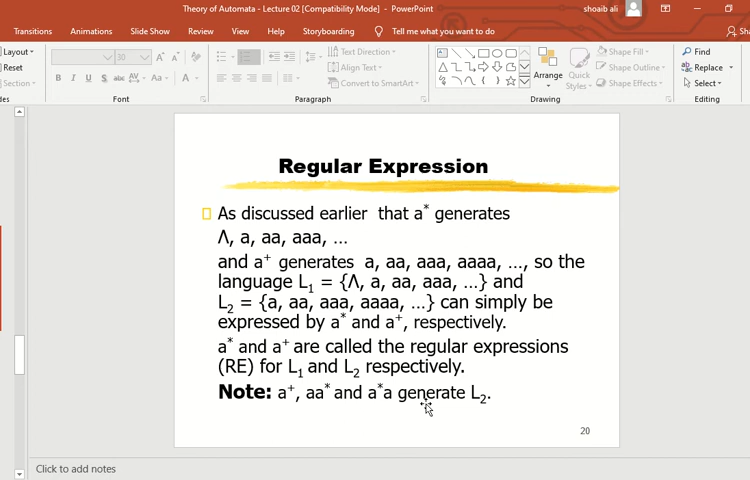 Theory of Automata - Lecture 02 [Compatibility Mode] - PowerPoint
shoaib ali
Transitions Animations Slide Show Review View Storyboarding Tell me what you want to do
Layout
Reset
Section
30
B I U S abc AV Aa A
Font
Text Direction
Align Text
Convert to SmartArt
Paragraph
Arrange
Quick
Styles
Shape Fill
Shape Outline
Shape Effects
Drawing
Find
Replace
Select
Editing
Regular Expression
As discussed earlier that a* generates
Λ, a, aa, aaa, …
and a⁺ generates a, aa, aaa, aaaa, …, so the
language L₁ = {Λ, a, aa, aaa, …} and
L₂ = {a, aa, aaa, aaaa, …} can simply be
expressed by a* and a⁺, respectively.
a* and a⁺ are called the regular expressions
(RE) for L₁ and L₂ respectively.
Note: a⁺, aa* and a*a generate L₂.
20
Click to add notes